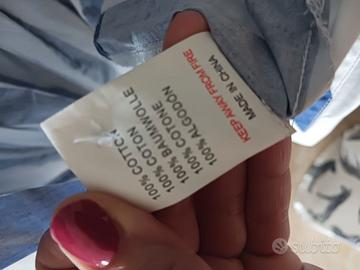 100% COTTON
100% COTON
100% BAUMWOLLE
100% COTONE
100% ALGODON
KEEP AWAY FROM FIRE
MADE IN CHINA
subito